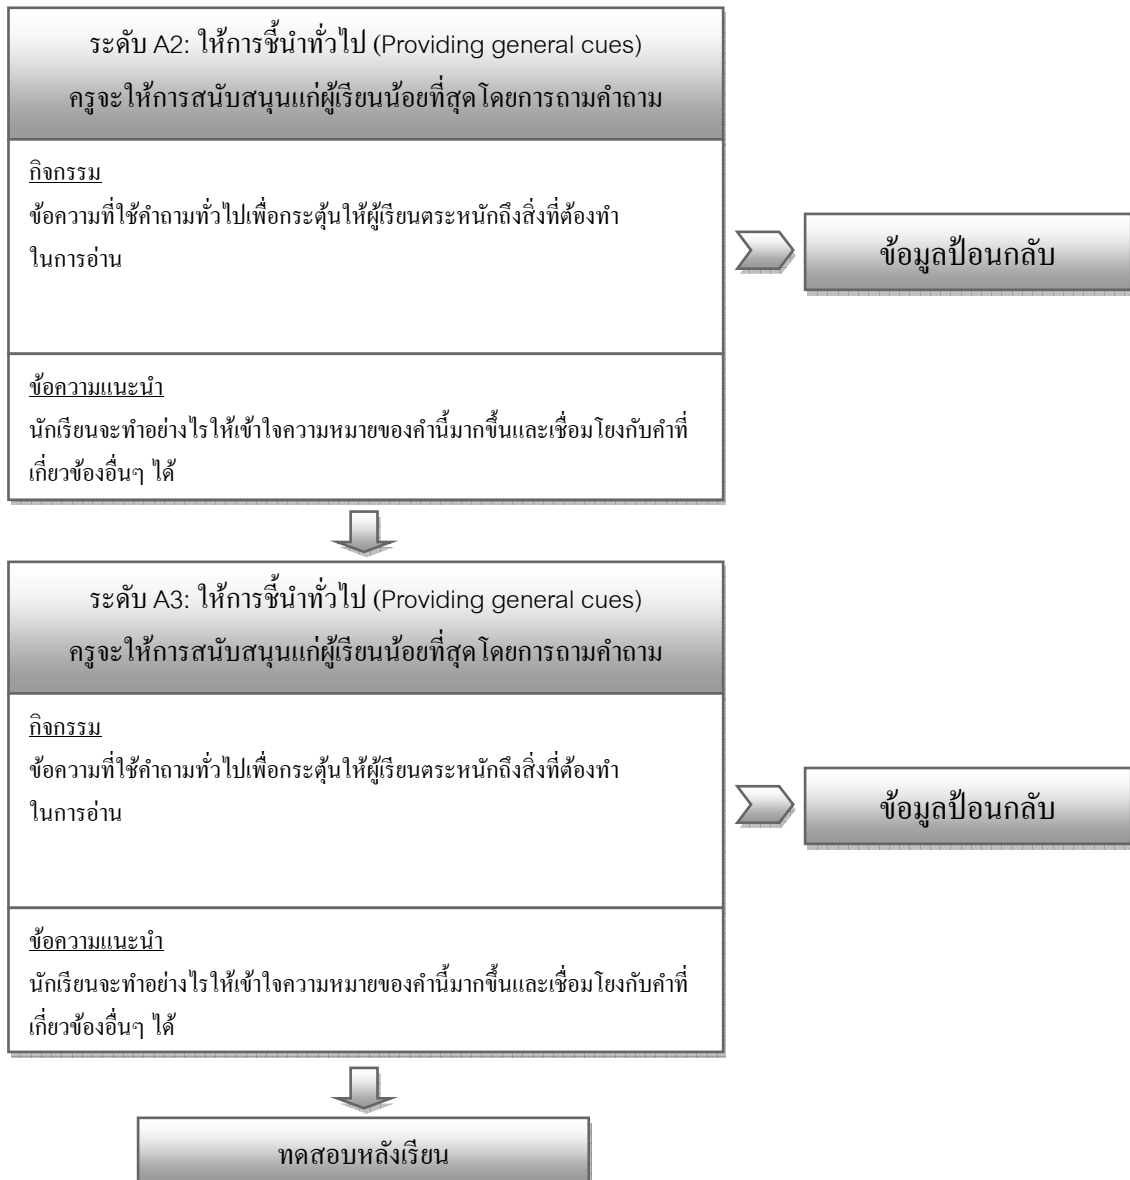 ระดับ A2: ให้การชี้นำทั่วไป (Providing general cues)
ครูจะให้การสนับสนุนแก่ผู้เรียนน้อยที่สุดโดยการถามคำถาม
กิจกรรม
ข้อความที่ใช้คำถามทั่วไปเพื่อกระตุ้นให้ผู้เรียนตระหนักถึงสิ่งที่ต้องทำ
ในการอ่าน
ข้อมูลป้อนกลับ
ข้อความแนะนำ
นักเรียนจะทำอย่างไรให้เข้าใจความหมายของคำนี้มากขึ้นและเชื่อมโยงกับคำที่
เกี่ยวข้องอื่นๆ ได้
ระดับ A3: ให้การชี้นำทั่วไป (Providing general cues)
ครูจะให้การสนับสนุนแก่ผู้เรียนน้อยที่สุดโดยการถามคำถาม
กิจกรรม
ข้อความที่ใช้คำถามทั่วไปเพื่อกระตุ้นให้ผู้เรียนตระหนักถึงสิ่งที่ต้องทำ
ในการอ่าน
ข้อมูลป้อนกลับ
ข้อความแนะนำ
นักเรียนจะทำอย่างไรให้เข้าใจความหมายของคำนี้มากขึ้นและเชื่อมโยงกับคำที่
เกี่ยวข้องอื่นๆ ได้
ทดสอบหลังเรียน